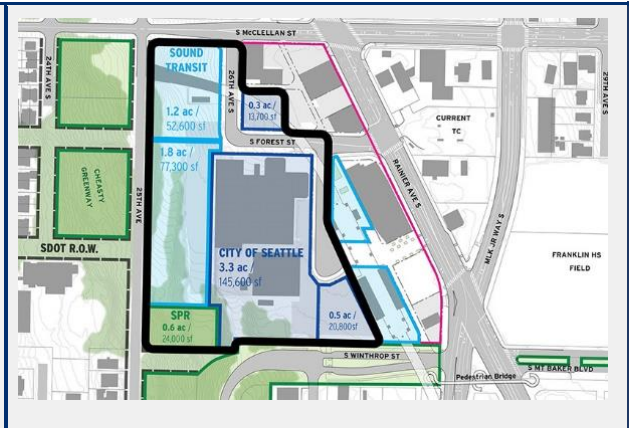 S McCLELLAN ST
24TH AVE S
SOUND
TRANSIT
1.2 ac /
52,600 sf
26TH AVE S
0.3 ac /
13,700 sf
29TH AVE S
CURRENT
TC
S FOREST ST
1.8 ac /
77,300 sf
CHEASTY
GREENWAY
25TH AVE
RAINIER AVE S
MLK JR WAY S
SDOT R.O.W.
CITY OF SEATTLE
3.3 ac /
145,600 sf
FRANKLIN HS
FIELD
SPR
0.6 ac /
24,000 sf
0.5 ac /
20,800sf
S WINTHROP ST
S MT BAKER BLVD
Pedestrian Bridge